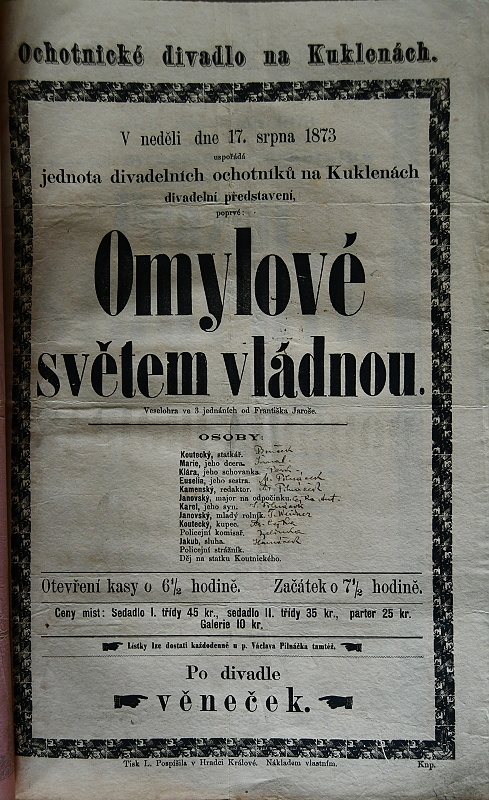 Ochotnické divadlo na Kuklenách.
V neděli dne 17. srpna 1873
uspořádá
jednota divadelních ochotníků na Kuklenách
divadelní představení,
poprvé:
Omylové
světem vládnou.
Veselohra ve 3 jednáních od Františka Jaroše.
OSOBY:
Koutecký, statkář.
Marie, jeho dcera.
Klára, jeho schovanka.
Euselia, jeho sestra.
Kamenský, redaktor.
Janovský, major na odpočinku.
Karel, jeho syn.
Janovský, mladý rolník.
Koutecký, kupec.
Policejní komisař.
Jakub, sluha.
Policejní strážník.
Děj na statku Koutnického.
Otevření kasy o 6½ hodině. Začátek o 7½ hodině.
Ceny míst: Sedadlo I. třídy 45 kr., sedadlo II. třídy 35 kr., parter 25 kr.
Galerie 10 kr.
Lístky lze dostati každodenně u p. Václava Pilnáčka tamtéž.
Po divadle
věneček.
Tisk L. Pospíšila v Hradci Králové. Nákladem vlastním.